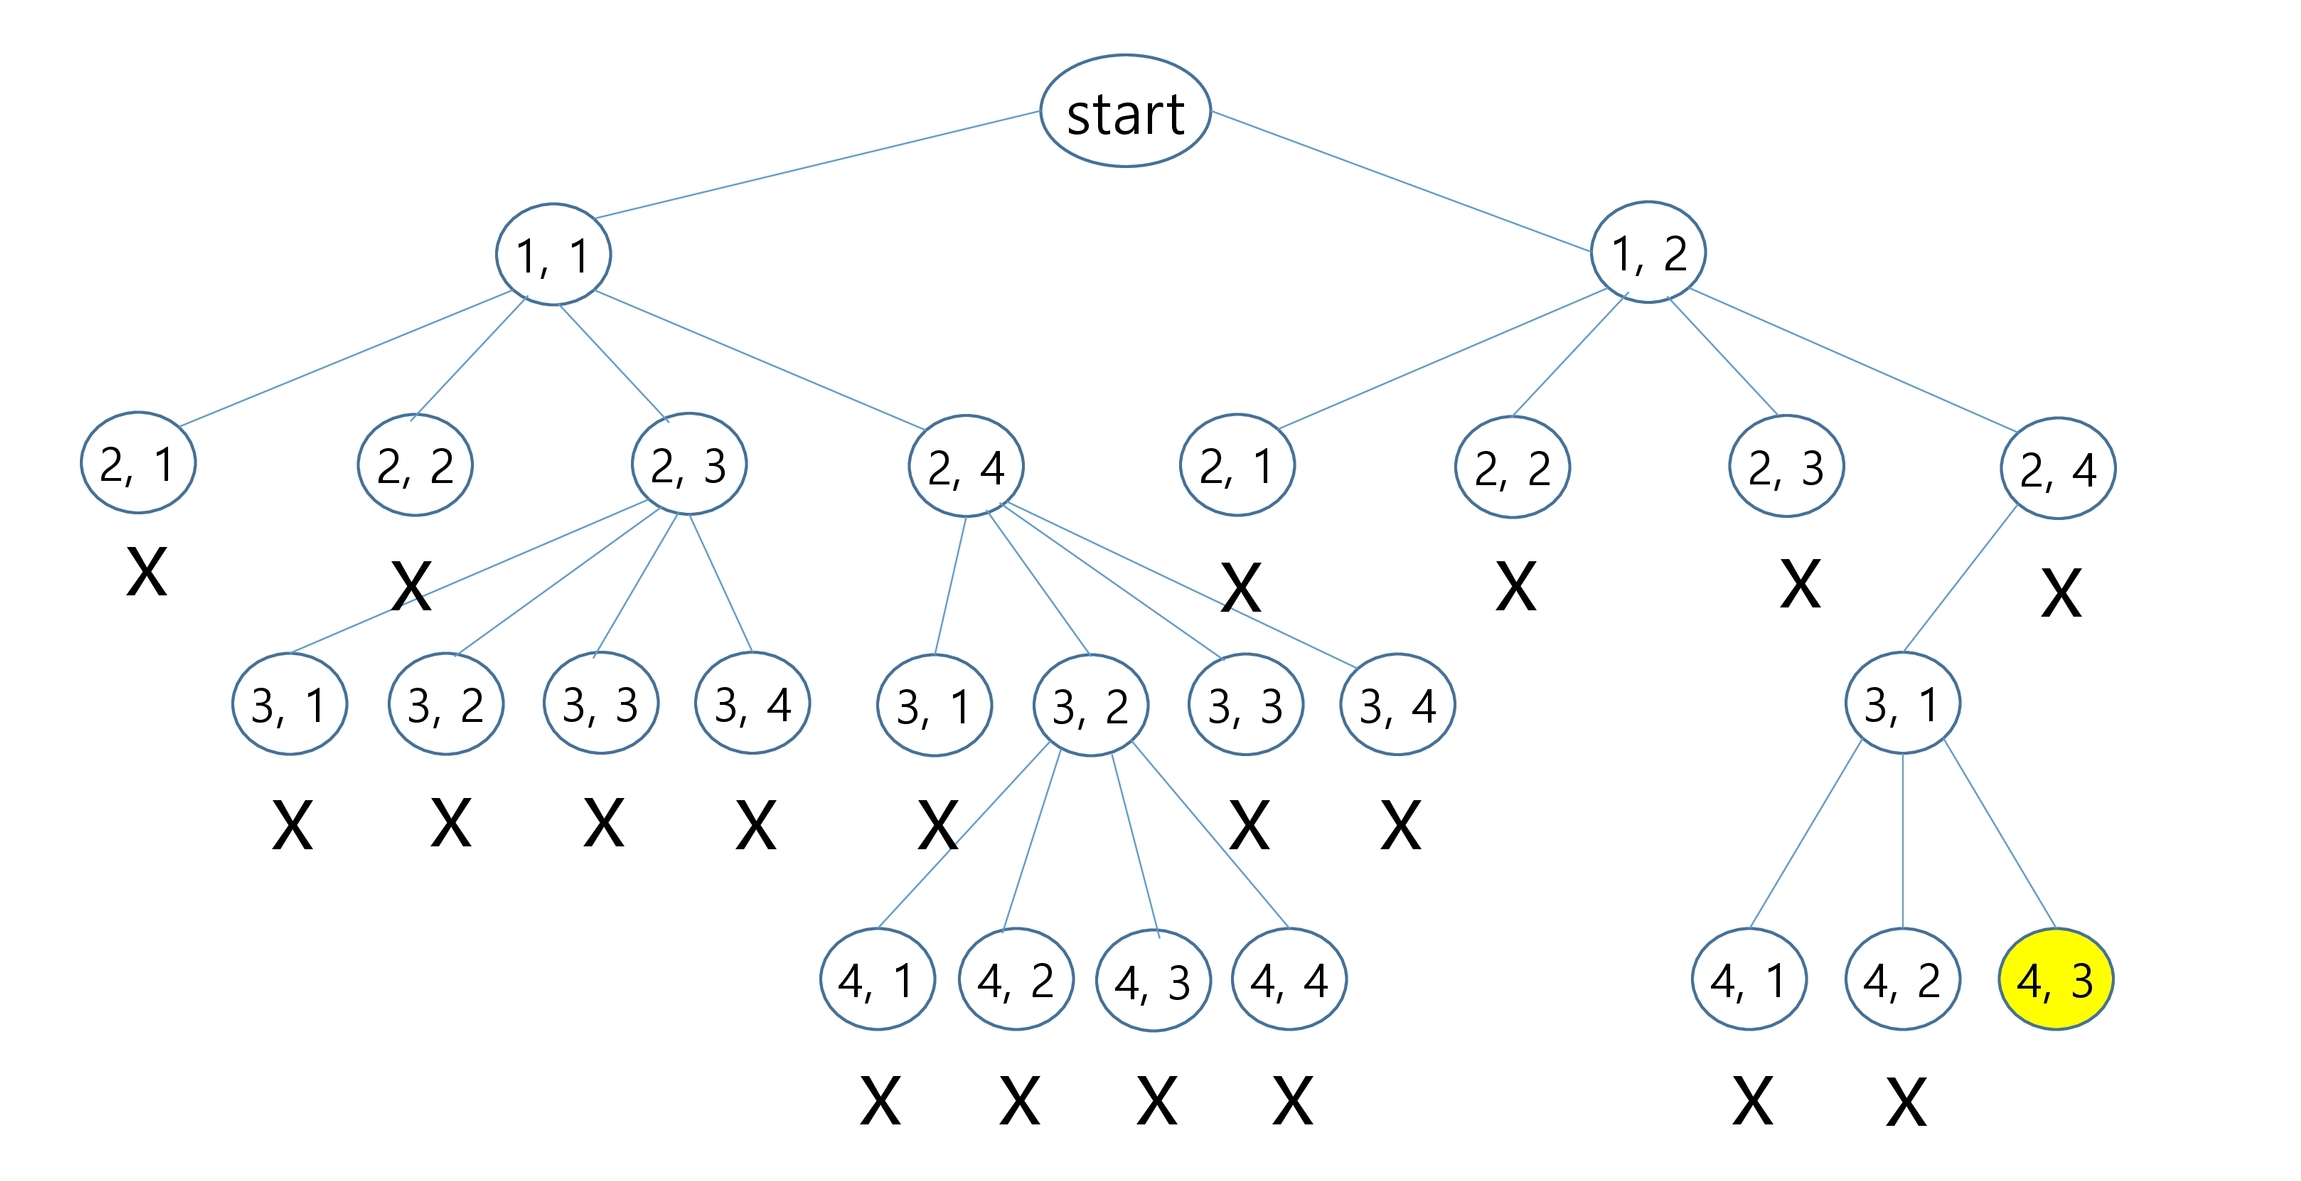 start
1, 1
1, 2
2, 1
2, 2
2, 3
2, 4
2, 1
2, 2
2, 3
2, 4
X
X
X
X
X
X
3, 1
3, 2
3, 3
3, 4
3, 1
3, 2
3, 3
3, 4
3, 1
X
X
X
X
X
X
X
4, 1
4, 2
4, 3
4, 4
4, 1
4, 2
4, 3
X
X
X
X
X
X